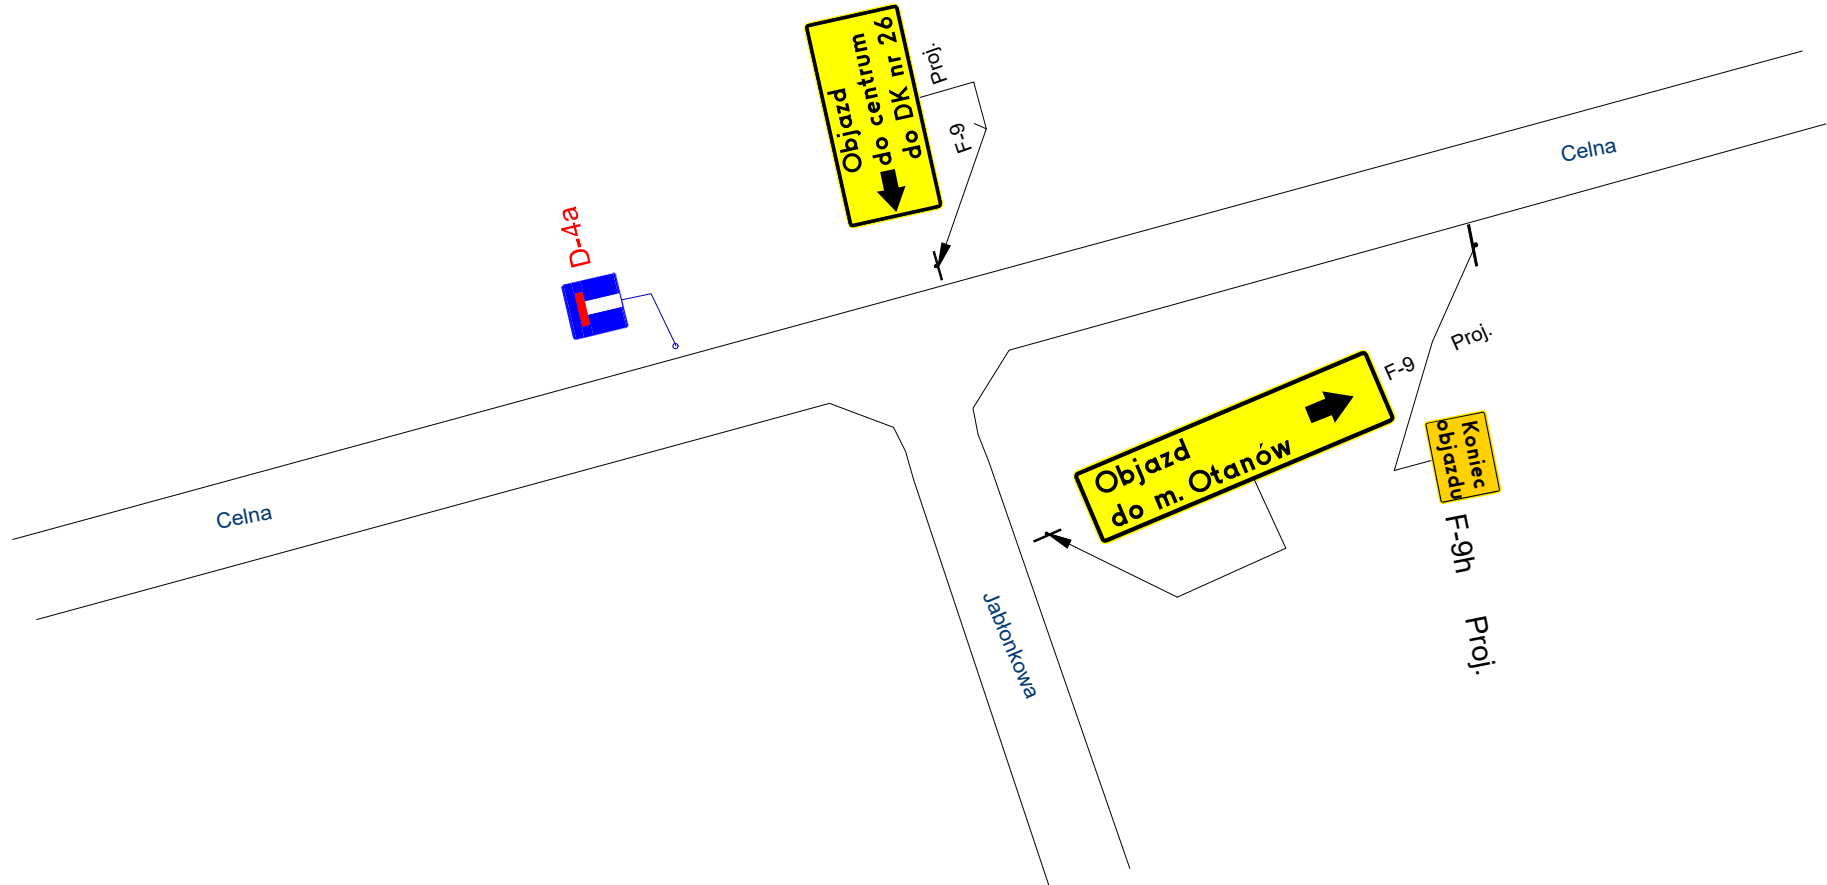 Objazd
do centrum
do DK nr 26
Proj.
F-9
D-4a
Celna
Celna
Jabłonkowa
Objazd
do m. Otanów
F-9
Proj.
Koniec
objazdu
F-9h
Proj.